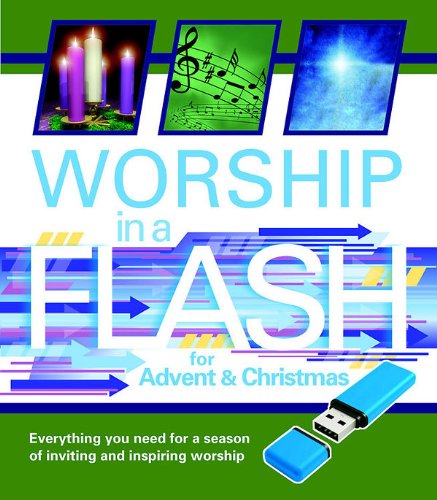 WORSHIP
in a
FLASH
for
Advent & Christmas
Everything you need for a season
of inviting and inspiring worship